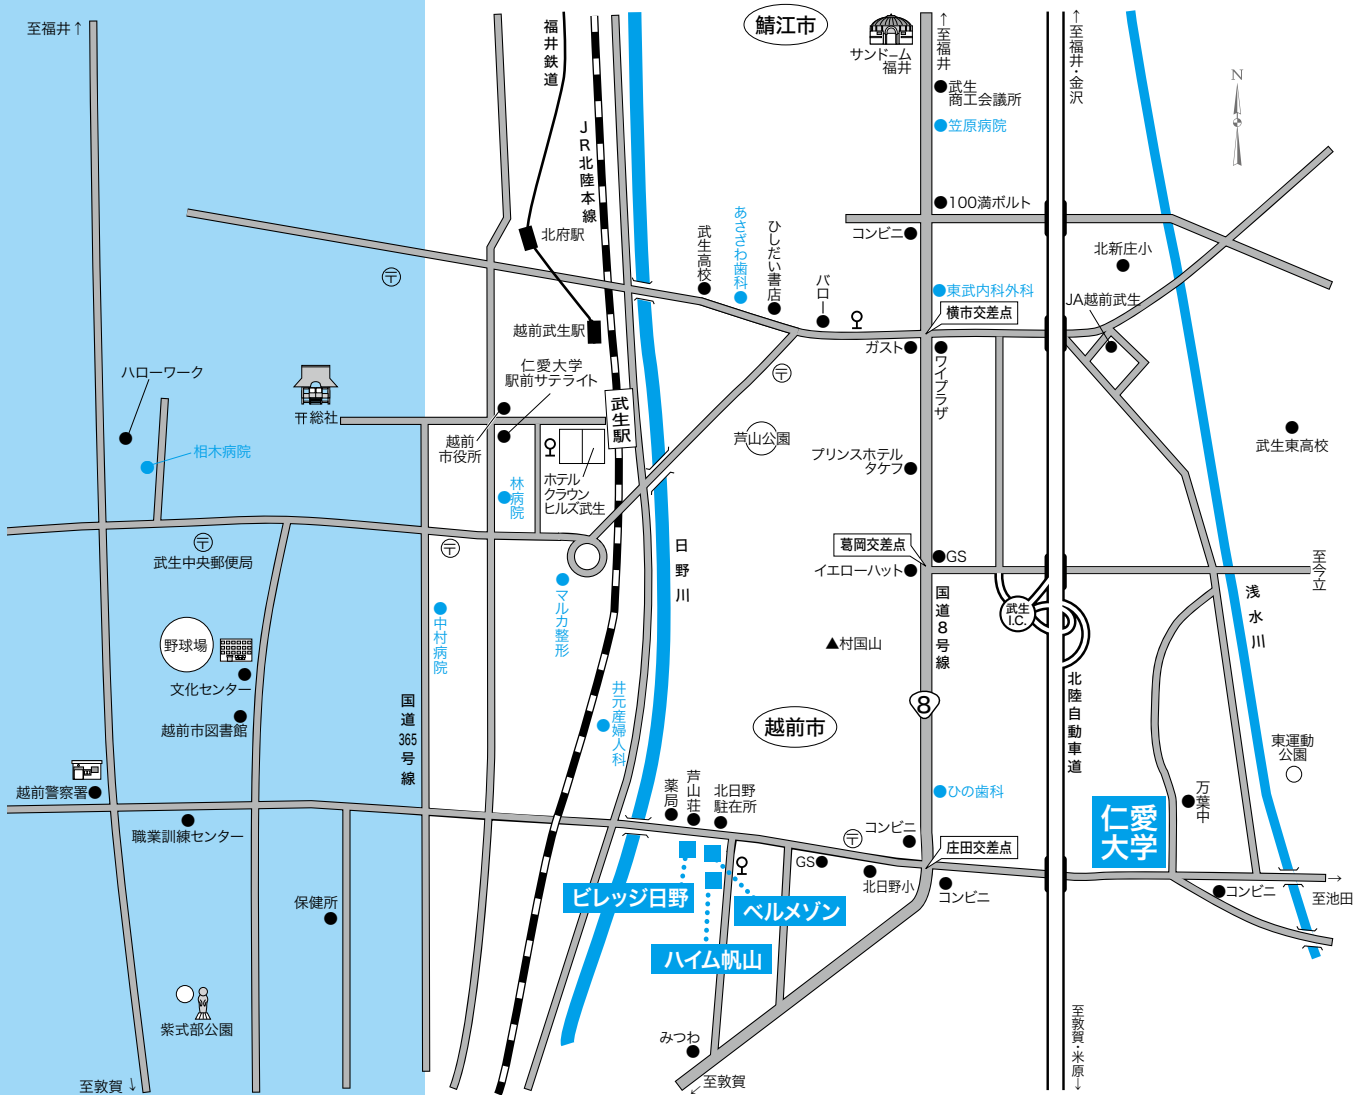 至福井↑
福井鉄道
JR北陸本線
鯖江市
サンドーム
福井
↑至福井
↑至福井・金沢
N
武生
商工会議所
笠原病院
100満ボルト
コンビニ
北府駅
武生高校
あさざわ歯科
ひしだい書店
バロー
東武内科外科
横市交差点
北新庄小
JA越前武生
越前武生駅
ガスト
ワイプラザ
仁愛大学
駅前サテライト
ハローワーク
総社
武生駅
相木病院
越前
市役所
林病院
ホテル
クラウン
ヒルズ武生
芦山公園
プリンスホテル
タケフ
武生東高校
葛岡交差点
GS
イエローハット
至今立
武生中央郵便局
日野川
マルカ整形
中村病院
国道8号線
武生
I.C.
浅水川
野球場
▲村国山
文化センター
越前市図書館
国道365号線
井元産婦人科
越前市
8
北陸自動車道
東運動
公園
越前警察署
職業訓練センター
薬局
芦山荘
北日野
駐在所
ひの歯科
コンビニ
庄田交差点
仁愛
大学
万葉中
GS
北日野小
コンビニ
コンビニ
→
至池田
ビレッジ日野
ベルメゾン
ハイム帆山
保健所
紫式部公園
みつわ
至敦賀↓
↙至敦賀
至敦賀・米原↓